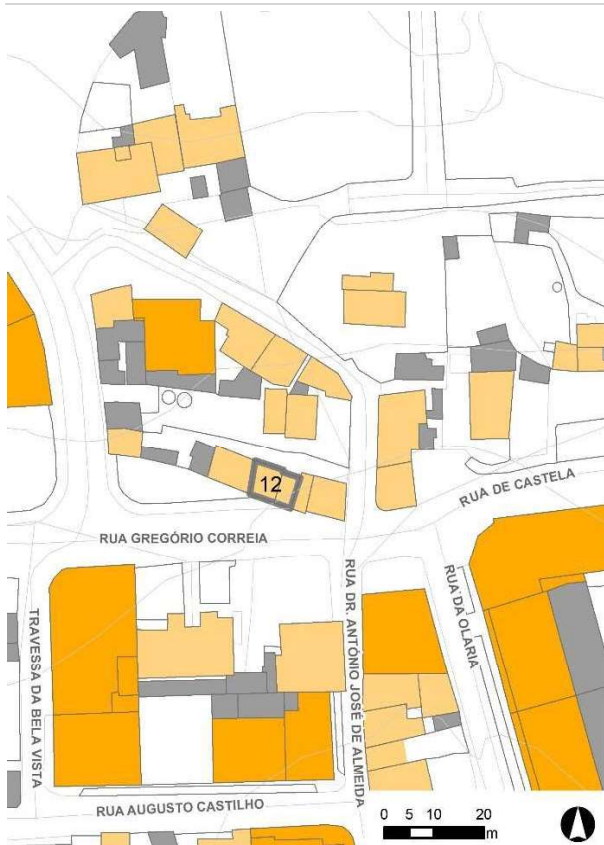 12
RUA DE CASTELA
RUA GREGÓRIO CORREIA
RUA DR. ANTÓNIO JOSÉ DE ALMEIDA
RUA DA OLARIA
TRAVESSA DA BELA VISTA
RUA AUGUSTO CASTILHO
0 5 10 20
m